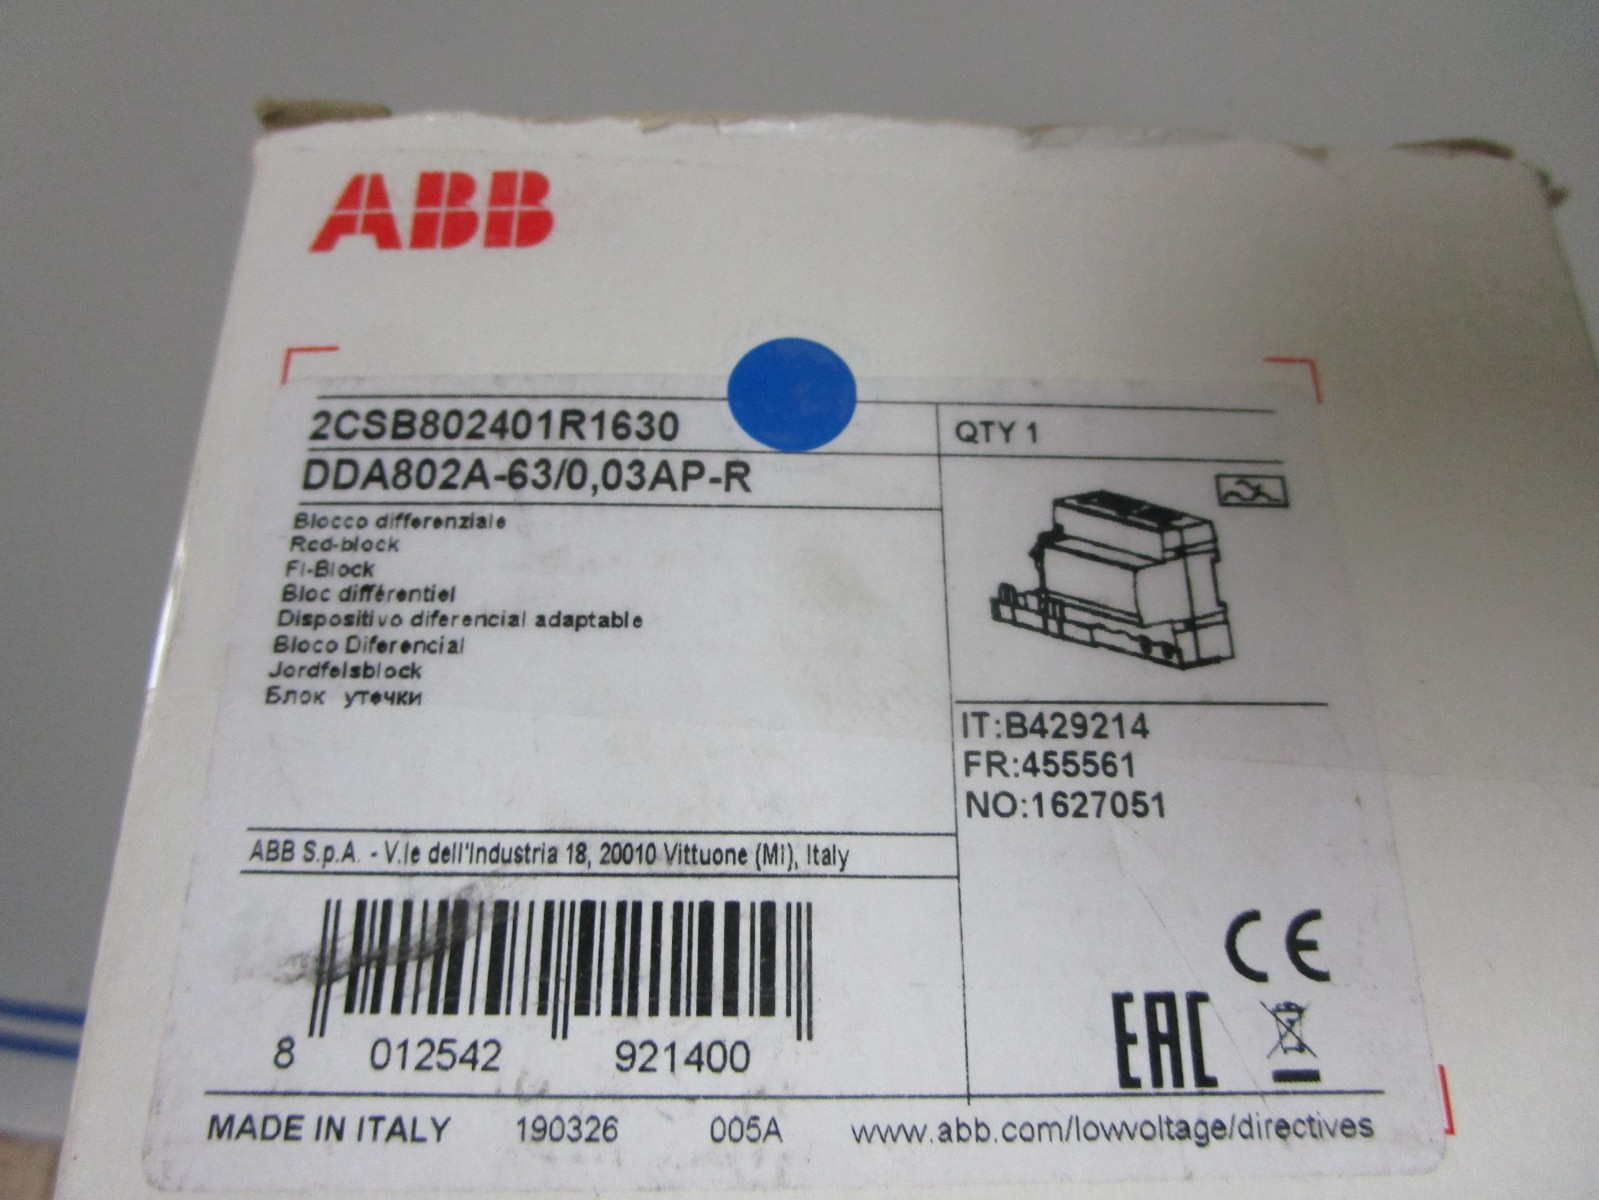 ABB
2CSB802401R1630
QTY 1
DDA802A-63/0,03AP-R
Blocco differenziale
Rcd-block
FI-Block
Bloc différentiel
Dispositivo diferencial adaptable
Bloco Diferencial
Jordfelsblock
Блок утечки
IT:B429214
FR:455561
NO:1627051
ABB S.p.A. - V.le dell'Industria 18, 20010 Vittuone (MI), Italy
CE
EAC
8 012542 921400
MADE IN ITALY 190326 005A www.abb.com/lowvoltage/directives